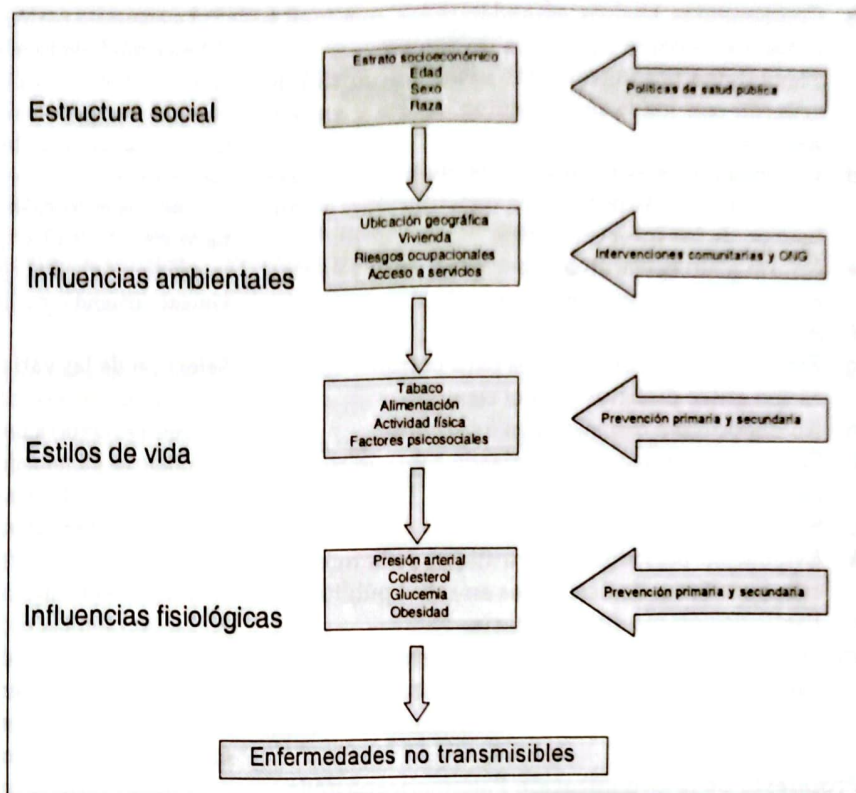 Estrato socioeconómico
Edad
Sexo
Raza
Estructura social
Políticas de salud pública
Ubicación geográfica
Vivienda
Riesgos ocupacionales
Acceso a servicios
Influencias ambientales
Intervenciones comunitarias y ONG
Tabaco
Alimentación
Actividad física
Factores psicosociales
Estilos de vida
Prevención primaria y secundaria
Presión arterial
Colesterol
Glucemia
Obesidad
Influencias fisiológicas
Prevención primaria y secundaria
Enfermedades no transmisibles